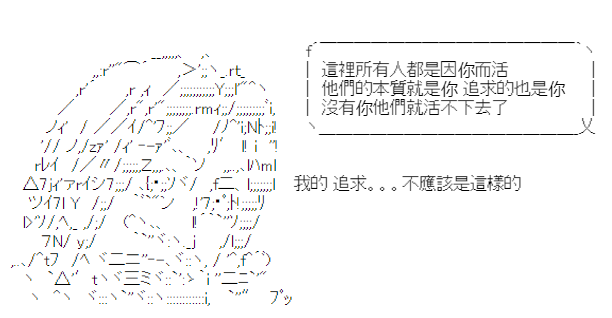 這裡所有人都是因你而活
他們的本質就是你 追求的也是你
沒有你他們就活不下去了
我的 追求。。。不應該是這樣的
プッ